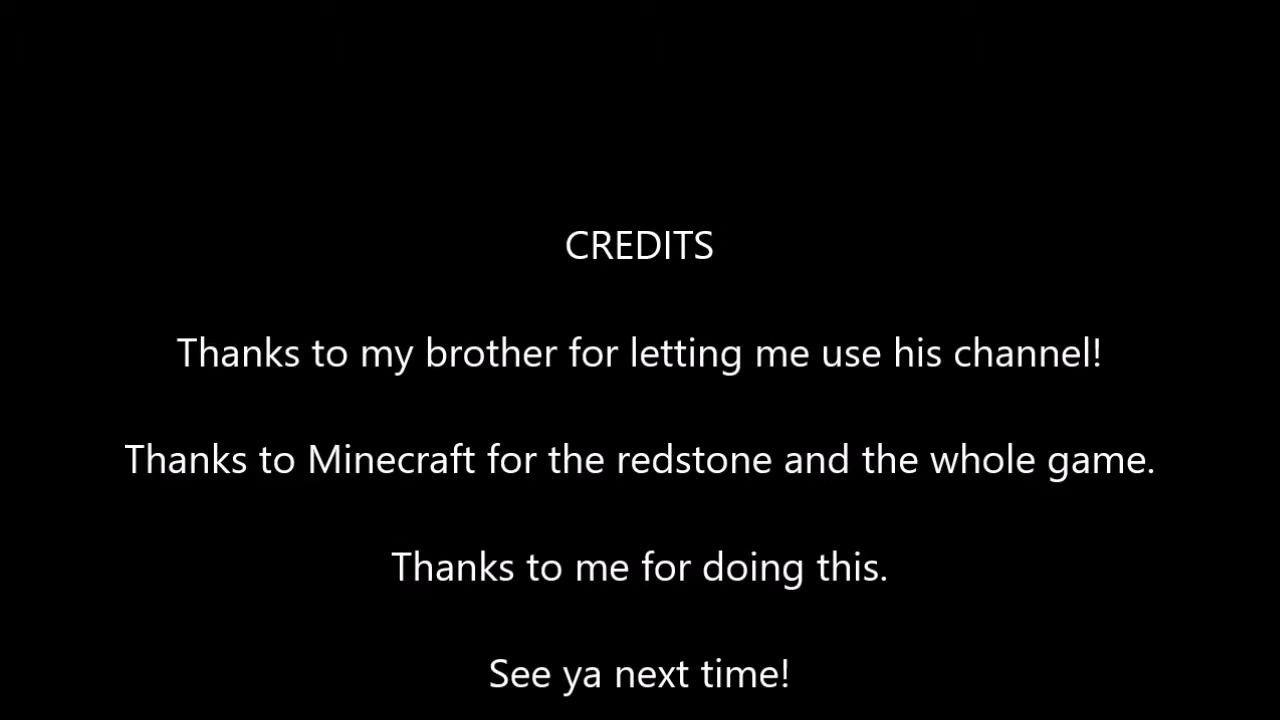 CREDITS
Thanks to my brother for letting me use his channel!
Thanks to Minecraft for the redstone and the whole game.
Thanks to me for doing this.
See ya next time!